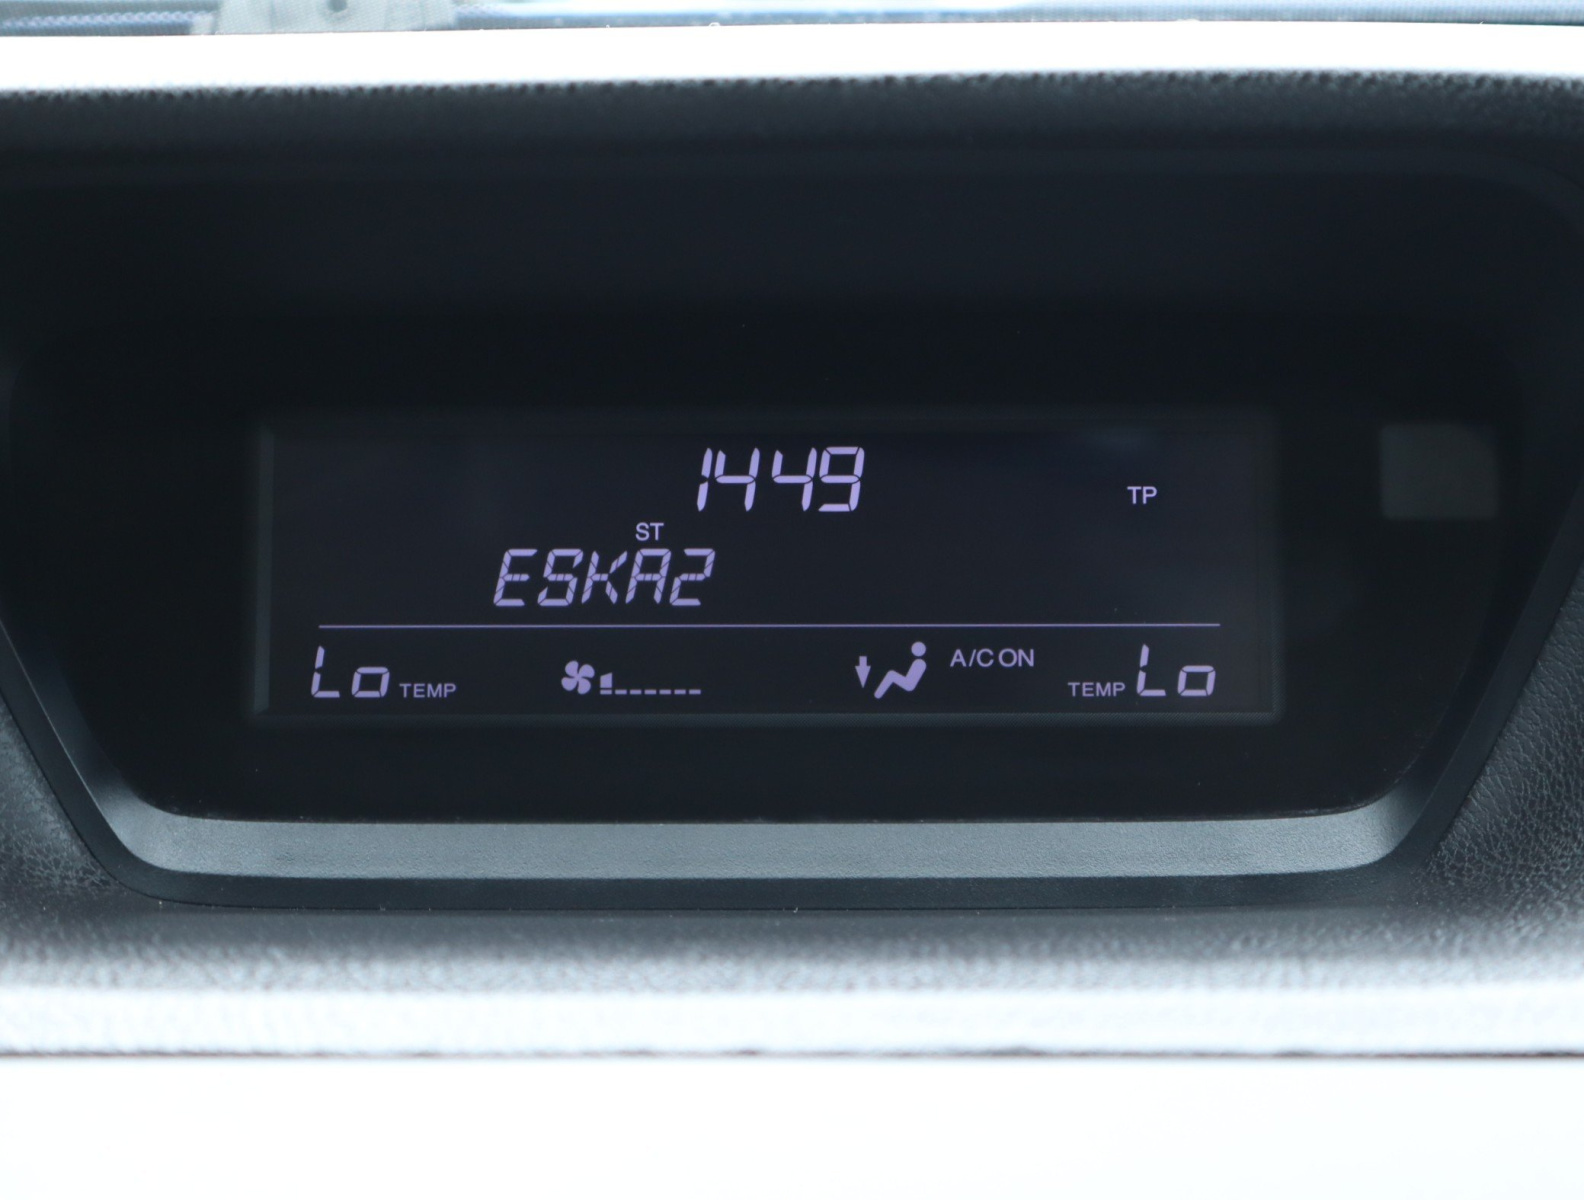 1449
TP
ST
ESKA2
Lo TEMP A/C ON TEMP Lo